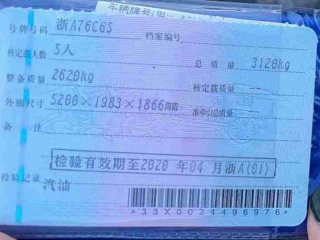 号牌号码 浙A76C6S 档案编号
核定载人数 5人 总质量 3120kg
整备质量 2620kg 核定载质量
外廓尺寸 5200×1983×1866 准牵引总质量
备注
检验有效期至2020年04月浙A(01)
检验记录
汽油
*33X0024496976*